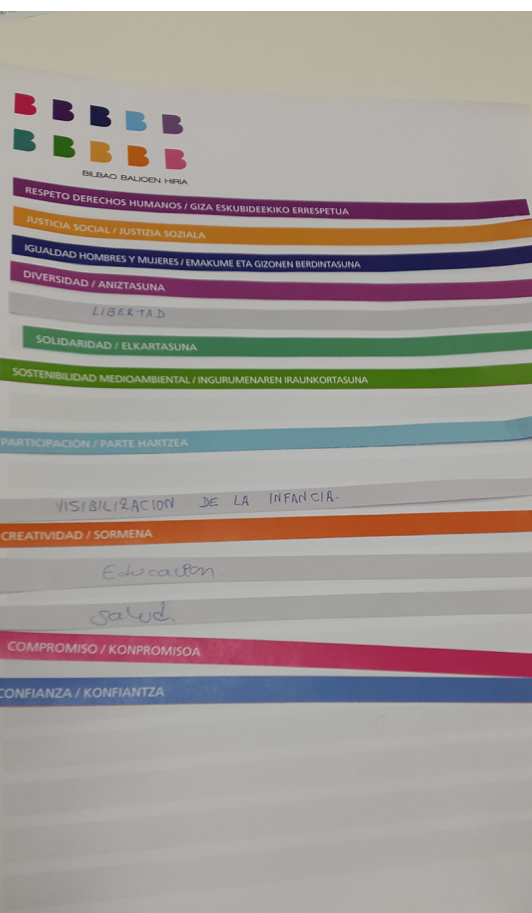 B B B B B
B B B B B
BILBAO BALIOEN HIRIA
RESPETO DERECHOS HUMANOS / GIZA ESKUBIDEEKIKO ERRESPETUA
JUSTICIA SOCIAL / JUSTIZIA SOZIALA
IGUALDAD HOMBRES Y MUJERES / EMAKUME ETA GIZONEN BERDINTASUNA
DIVERSIDAD / ANIZTASUNA
LIBERTAD
SOLIDARIDAD / ELKARTASUNA
SOSTENIBILIDAD MEDIOAMBIENTAL / INGURUMENAREN IRAUNKORTASUNA
PARTICIPACIÓN / PARTE HARTZEA
VISIBILIZACION DE LA INFANCIA.
CREATIVIDAD / SORMENA
Educación
Salud.
COMPROMISO / KONPROMISOA
CONFIANZA / KONFIANTZA